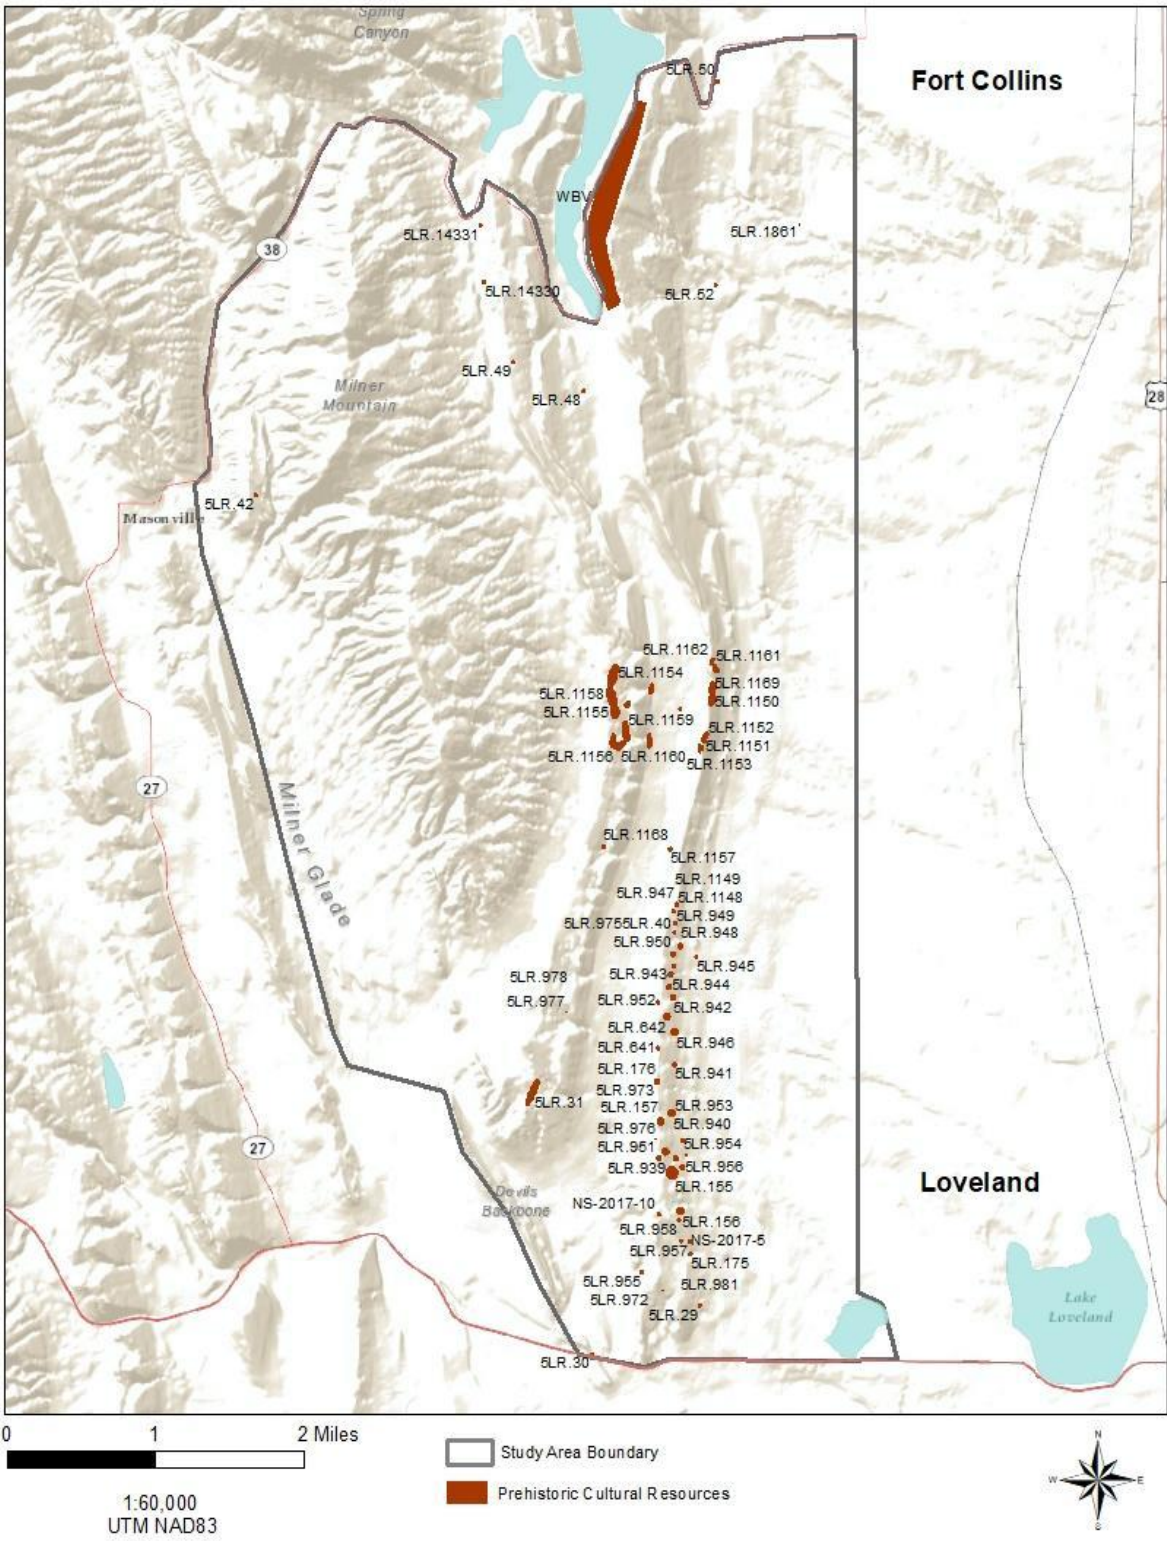 Spring
Canyon
5LR.50
Fort Collins
WBV
5LR.14331
5LR.1861
38
5LR.14330
5LR.52
5LR.49
Milner
Mountain
5LR.48
28
5LR.42
Masonville
5LR.1162
5LR.1161
5LR.1154
5LR.1169
5LR.1158
5LR.1150
5LR.1155
5LR.1159
5LR.1152
5LR.1151
5LR.1156
5LR.1160
5LR.1153
27
Milner Glade
5LR.1168
5LR.1157
5LR.1149
5LR.947
5LR.1148
5LR.949
5LR.975
5LR.40
5LR.948
5LR.950
5LR.945
5LR.978
5LR.943
5LR.944
5LR.977
5LR.952
5LR.942
5LR.642
5LR.946
5LR.641
5LR.176
5LR.941
5LR.973
5LR.31
5LR.157
5LR.953
5LR.940
5LR.976
27
5LR.951
5LR.954
5LR.939
5LR.956
Loveland
5LR.155
Devils
Backbone
NS-2017-10
5LR.156
5LR.958
NS-2017-5
5LR.957
5LR.175
5LR.955
5LR.981
5LR.972
Lake
Loveland
5LR.29
5LR.30
0 1 2 Miles
1:60,000
UTM NAD83
Study Area Boundary
Prehistoric Cultural Resources
N
W E
S